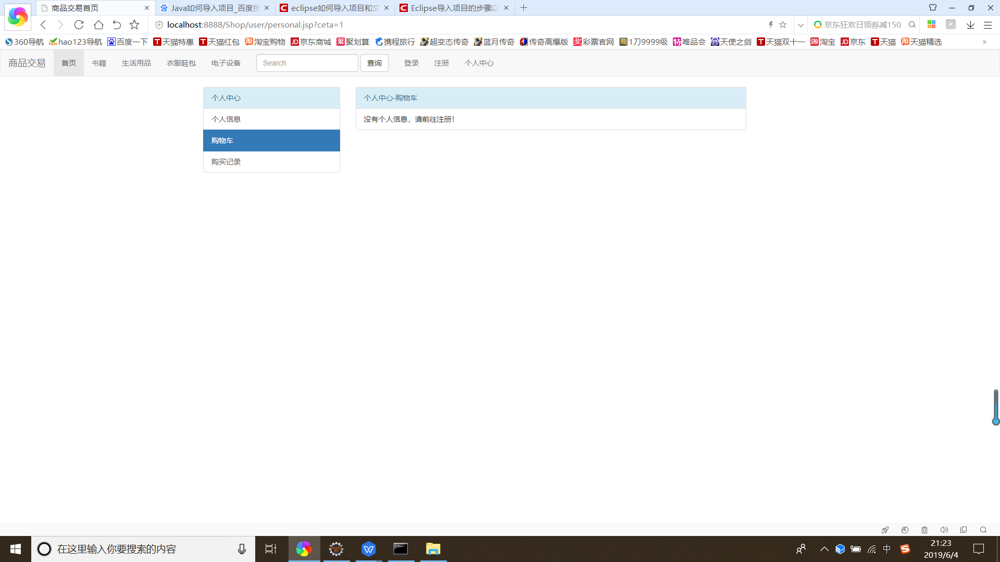 商品交易首页
Java如何导入项目_百度搜
eclipse如何导入项目和文
Eclipse导入项目的步骤以
localhost:8888/Shop/user/personal.jsp?ceta=1
京东狂欢日领券减150
360导航 hao123导航 百度一下 天猫特惠 天猫红包 淘宝购物 京东商城 聚划算 携程旅行 超变态传奇 蓝月传奇 传奇高爆版 彩票官网 1刀9999级 唯品会 天使之剑 天猫双十一 淘宝 京东 天猫 天猫精选
商品交易 首页 书籍 生活用品 衣服鞋包 电子设备 Search 查询 登录 注册 个人中心
个人中心
个人信息
购物车
购买记录
个人中心-购物车
没有个人信息，请前往注册！
在这里输入你要搜索的内容
中
21:23
2019/6/4